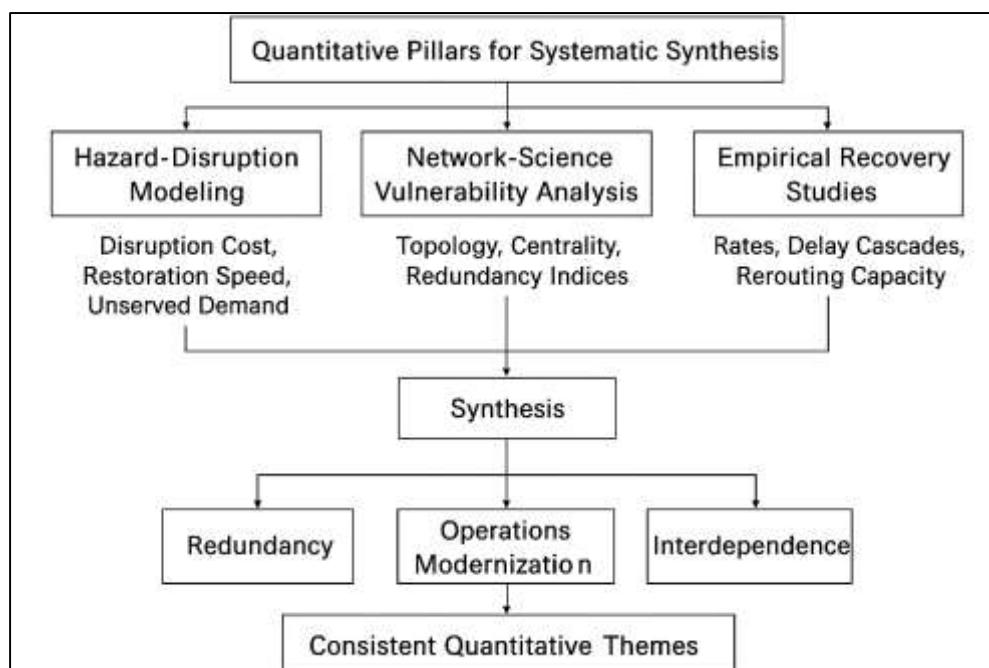 Quantitative Pillars for Systematic Synthesis
Hazard-Disruption
Modeling
Network-Science
Vulnerability Analysis
Empirical Recovery
Studies
Disruption Cost,
Restoration Speed,
Unserved Demand
Topology, Centrality,
Redundancy Indices
Rates, Delay Cascades,
Rerouting Capacity
Synthesis
Redundancy
Operations
Modernization
Interdependence
Consistent Quantitative Themes